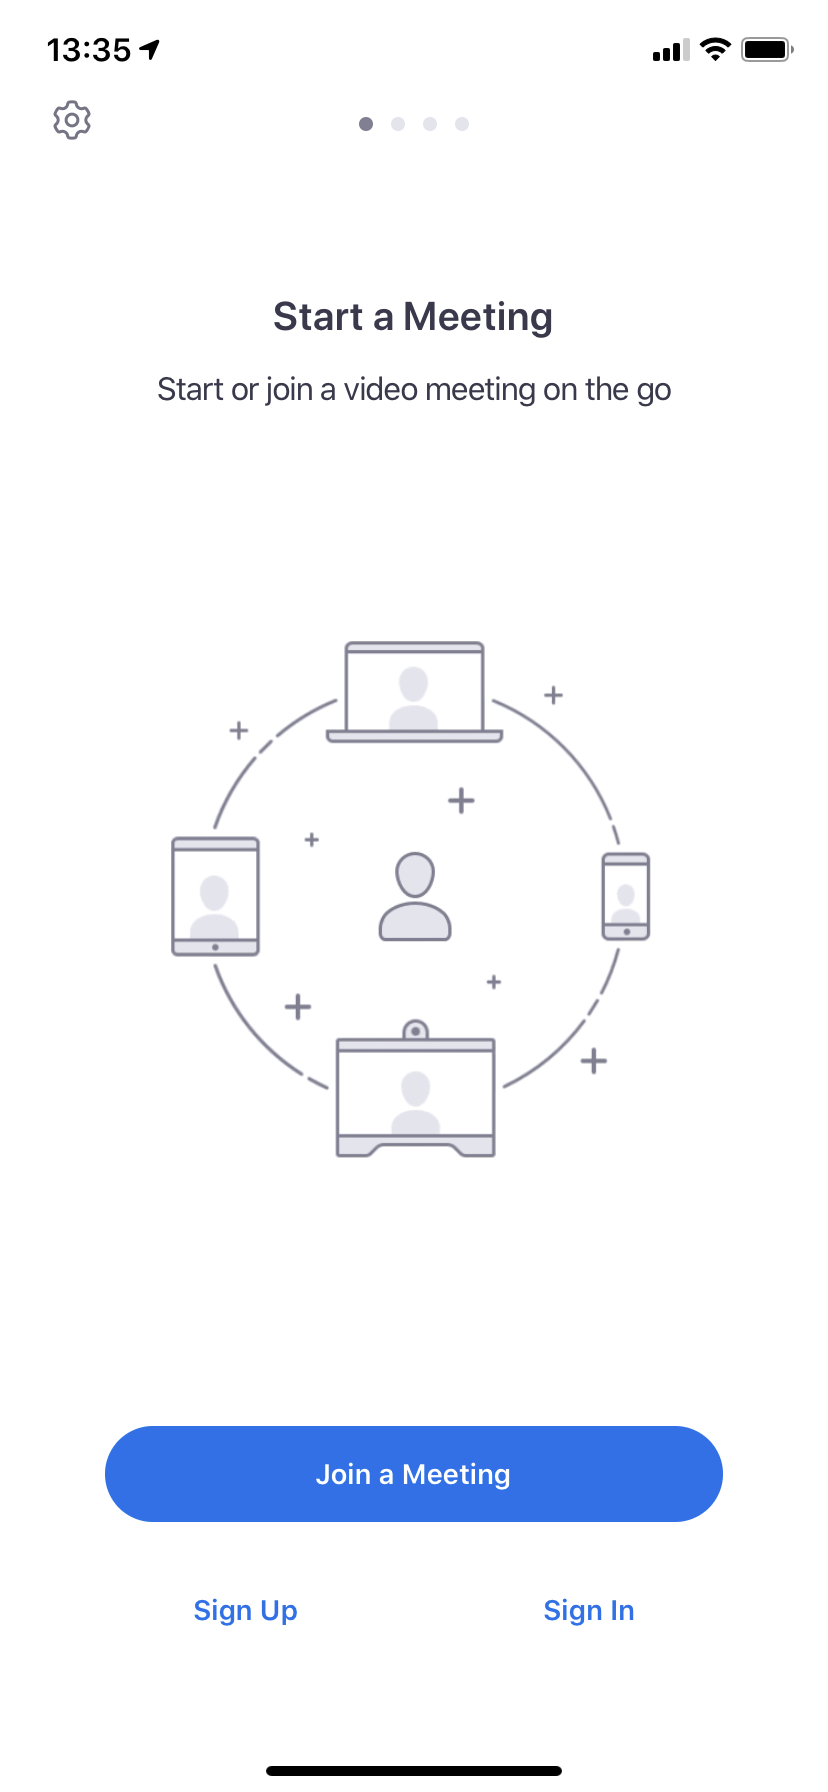 13:35
Start a Meeting
Start or join a video meeting on the go
Join a Meeting
Sign Up
Sign In